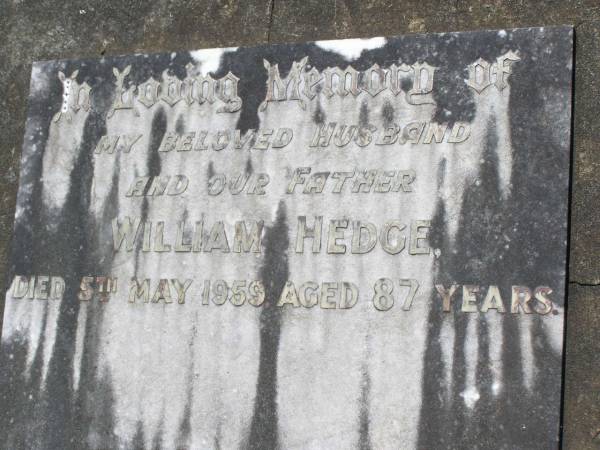 In Loving Memory of
MY BELOVED HUSBAND
AND OUR FATHER
WILLIAM HEDGE,
DIED 5TH MAY 1959 AGED 87 YEARS.